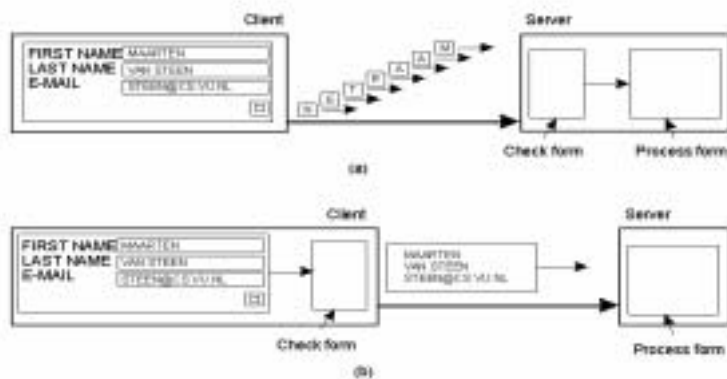 Client
Server
FIRST NAME MAARTEN
LAST NAME VAN STEEN
E-MAIL STEEN@CS.VU.NL
N E T R A A M
Check form
Process form
(a)
Client
Server
FIRST NAME MAARTEN
LAST NAME VAN STEEN
E-MAIL STEEN@CS.VU.NL
MAARTEN
VAN STEEN
STEEN@CS.VU.NL
Check form
Process form
(b)